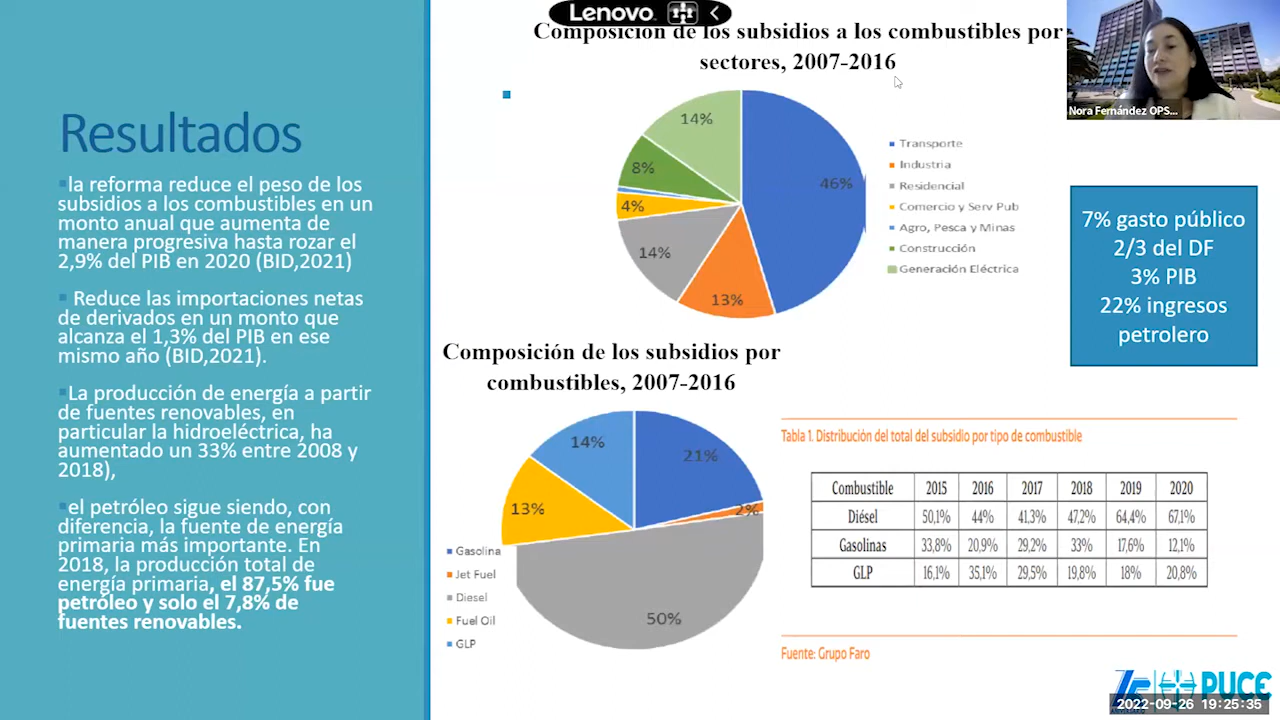 Lenovo
Composición de los subsidios a los combustibles por
sectores, 2007-2016
Nora Fernández OPS...
Resultados
la reforma reduce el peso de los
subsidios a los combustibles en un
monto anual que aumenta de
manera progresiva hasta rozar el
2,9% del PIB en 2020 (BID,2021)
Reduce las importaciones netas
de derivados en un monto que
alcanza el 1,3% del PIB en ese
mismo año (BID,2021).
La producción de energía a partir
de fuentes renovables, en
particular la hidroeléctrica, ha
aumentado un 33% entre 2008 y
2018),
el petróleo sigue siendo, con
diferencia, la fuente de energía
primaria más importante. En
2018, la producción total de
energía primaria, el 87,5% fue
petróleo y solo el 7,8% de
fuentes renovables.
14%
8%
4%
14%
13%
46%
Transporte
Industria
Residencial
Comercio y Serv Pub
Agro, Pesca y Minas
Construcción
Generación Eléctrica
7% gasto público
2/3 del DF
3% PIB
22% ingresos
petrolero
Composición de los subsidios por
combustibles, 2007-2016
14%
21%
13%
2%
50%
Gasolina
Jet Fuel
Diesel
Fuel Oil
GLP
Tabla 1. Distribución del total del subsidio por tipo de combustible
Combustible 2015 2016 2017 2018 2019 2020
Diésel 50,1% 44% 41,3% 47,2% 64,4% 67,1%
Gasolinas 33,8% 20,9% 29,2% 33% 17,6% 12,1%
GLP 16,1% 35,1% 29,5% 19,8% 18% 20,8%
Fuente: Grupo Faro
PUCE
2022-09-26 19:25:35